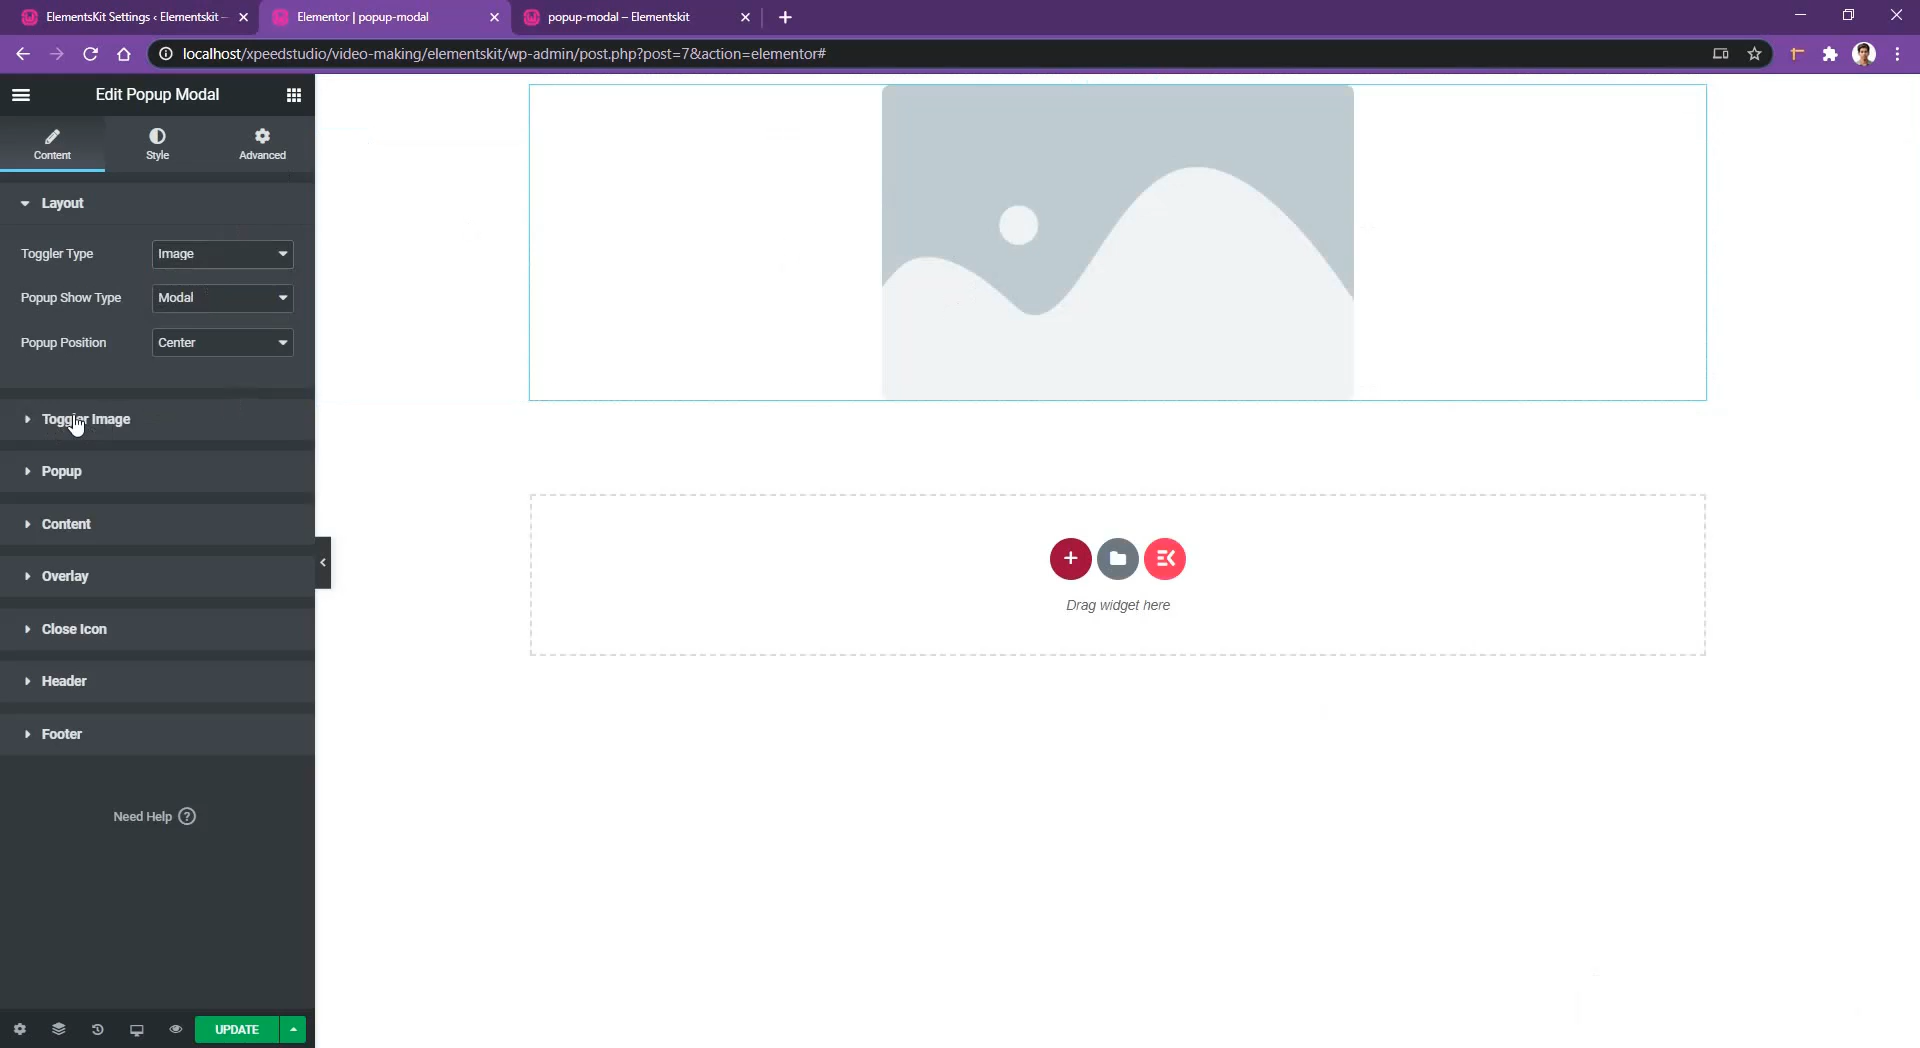 ElementsKit Settings ‹ Elementskit –
Elementor | popup-modal
popup-modal – Elementskit
localhost/xpeedstudio/video-making/elementskit/wp-admin/post.php?post=7&action=elementor#
Edit Popup Modal
Content
Style
Advanced
Layout
Toggler Type
Image
Popup Show Type
Modal
Popup Position
Center
Toggler Image
Popup
Content
Overlay
Close Icon
Header
Footer
Need Help ?
UPDATE
Drag widget here